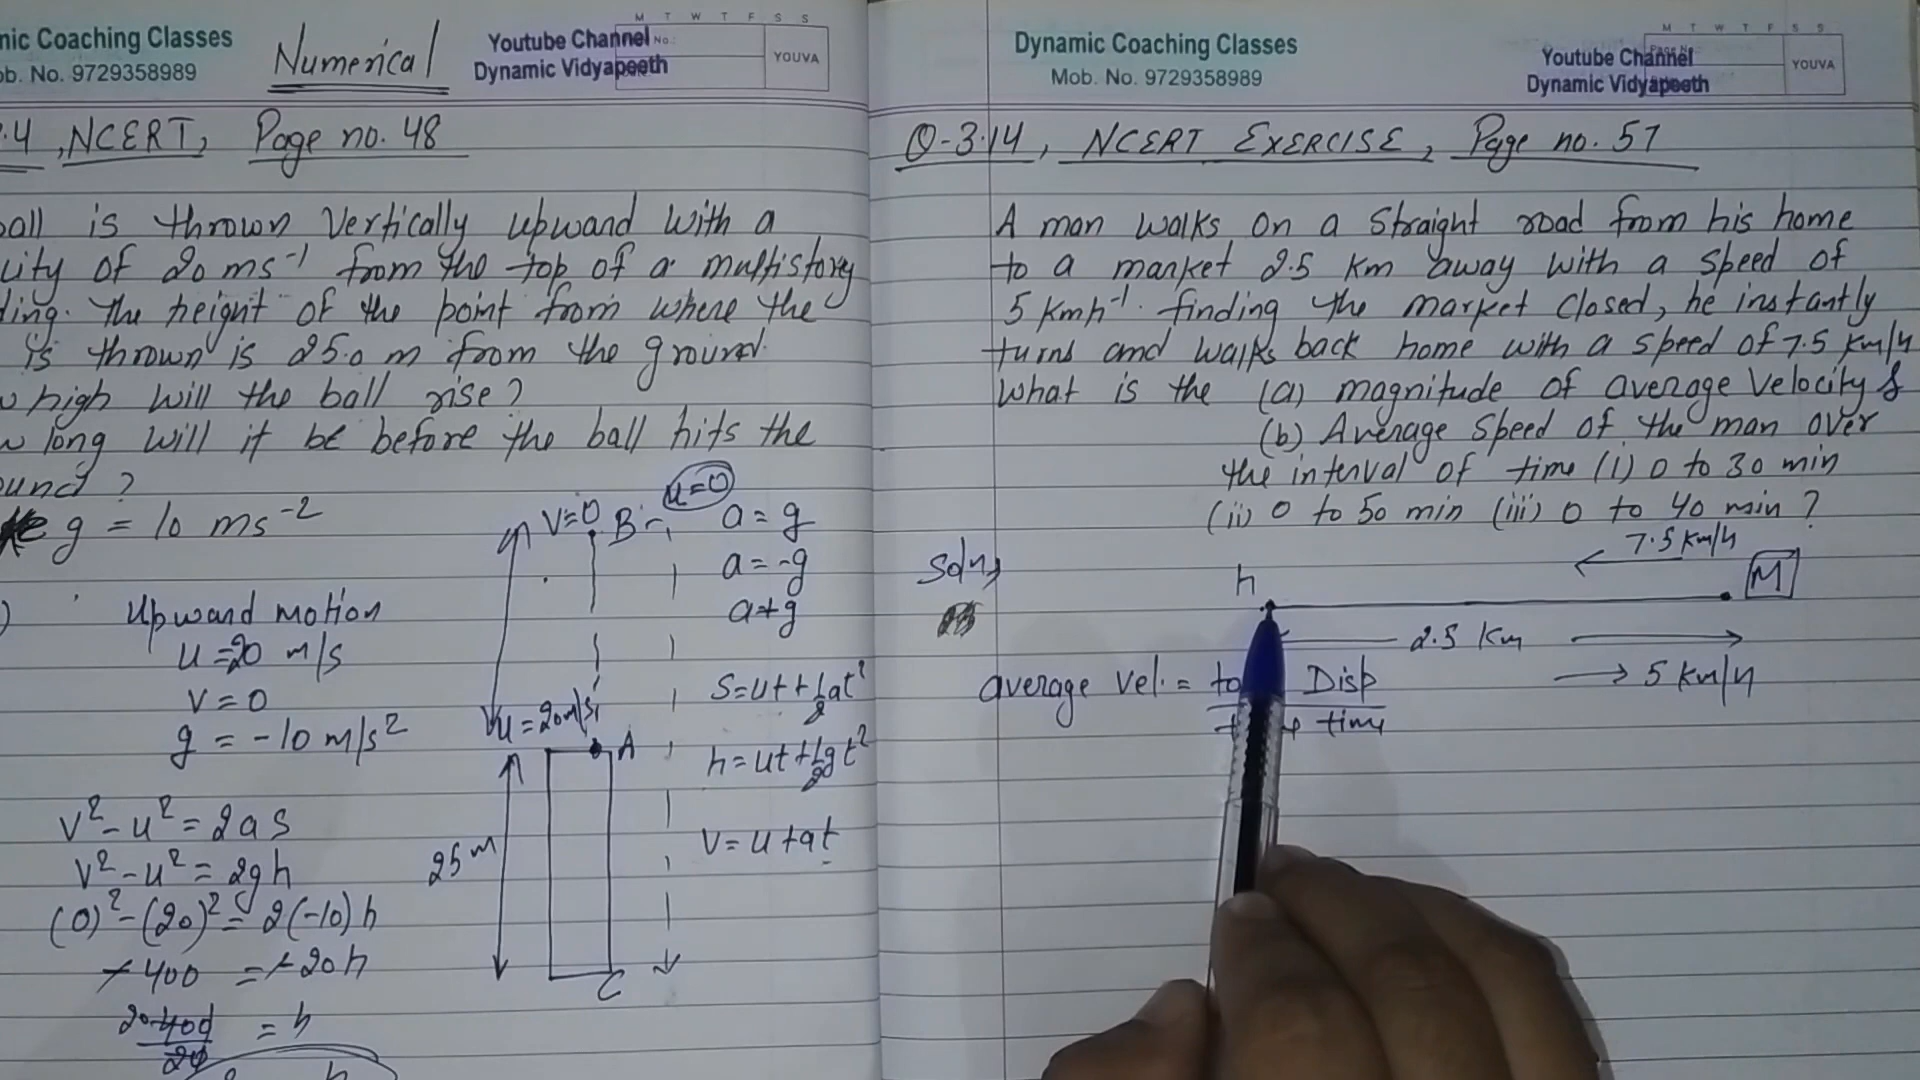 nic Coaching Classes
ob. No. 9729358989
Numerical
Youtube Channel
Dynamic Vidyapeeth
M T W T F S S
No.:
YOUVA
.4, NCERT, Page no. 48
ball is thrown vertically upward with a
city of 20 ms⁻¹ from the top of a multistory
ding. The height of the point from where the
is thrown is 25.0 m from the ground.
w high will the ball rise?
w long will it be before the ball hits the
ound?
g = 10 ms⁻²
Upward motion
u = 20 m/s
v = 0
g = -10 m/s²
v² - u² = 2as
v² - u² = 2gh
(0)² - (20)² = 2(-10)h
-400 = -20h
400/20 = h
V=0 B
u=0
a = g
a = -g
a = +g
u = 20m/s
A
25 m
C
S = ut + ½at²
h = ut + ½gt²
v = u + at
Dynamic Coaching Classes
Mob. No. 9729358989
Youtube Channel
Dynamic Vidyapeeth
M T W T F S S
YOUVA
Q-3.14, NCERT EXERCISE, Page no. 57
A man walks on a straight road from his home
to a market 2.5 km away with a speed of
5 kmh⁻¹. finding the market closed, he instantly
turns and walks back home with a speed of 7.5 km/h
What is the (a) magnitude of average velocity &
(b) Average speed of the man over
the interval of time (i) 0 to 30 min
(ii) 0 to 50 min (iii) 0 to 40 min?
Soln,
7.5 km/h
h
M
2.5 Km
5 km/h
average vel. = Disp
time